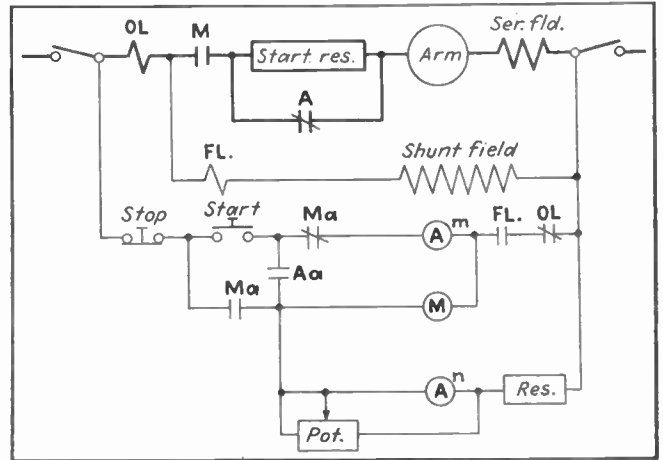 OL
M
Start res.
Arm
Ser. fld.
A
FL.
Shunt field
Stop
Start
Ma
A m
FL.
OL
Aa
Ma
M
A n
Res.
Pot.